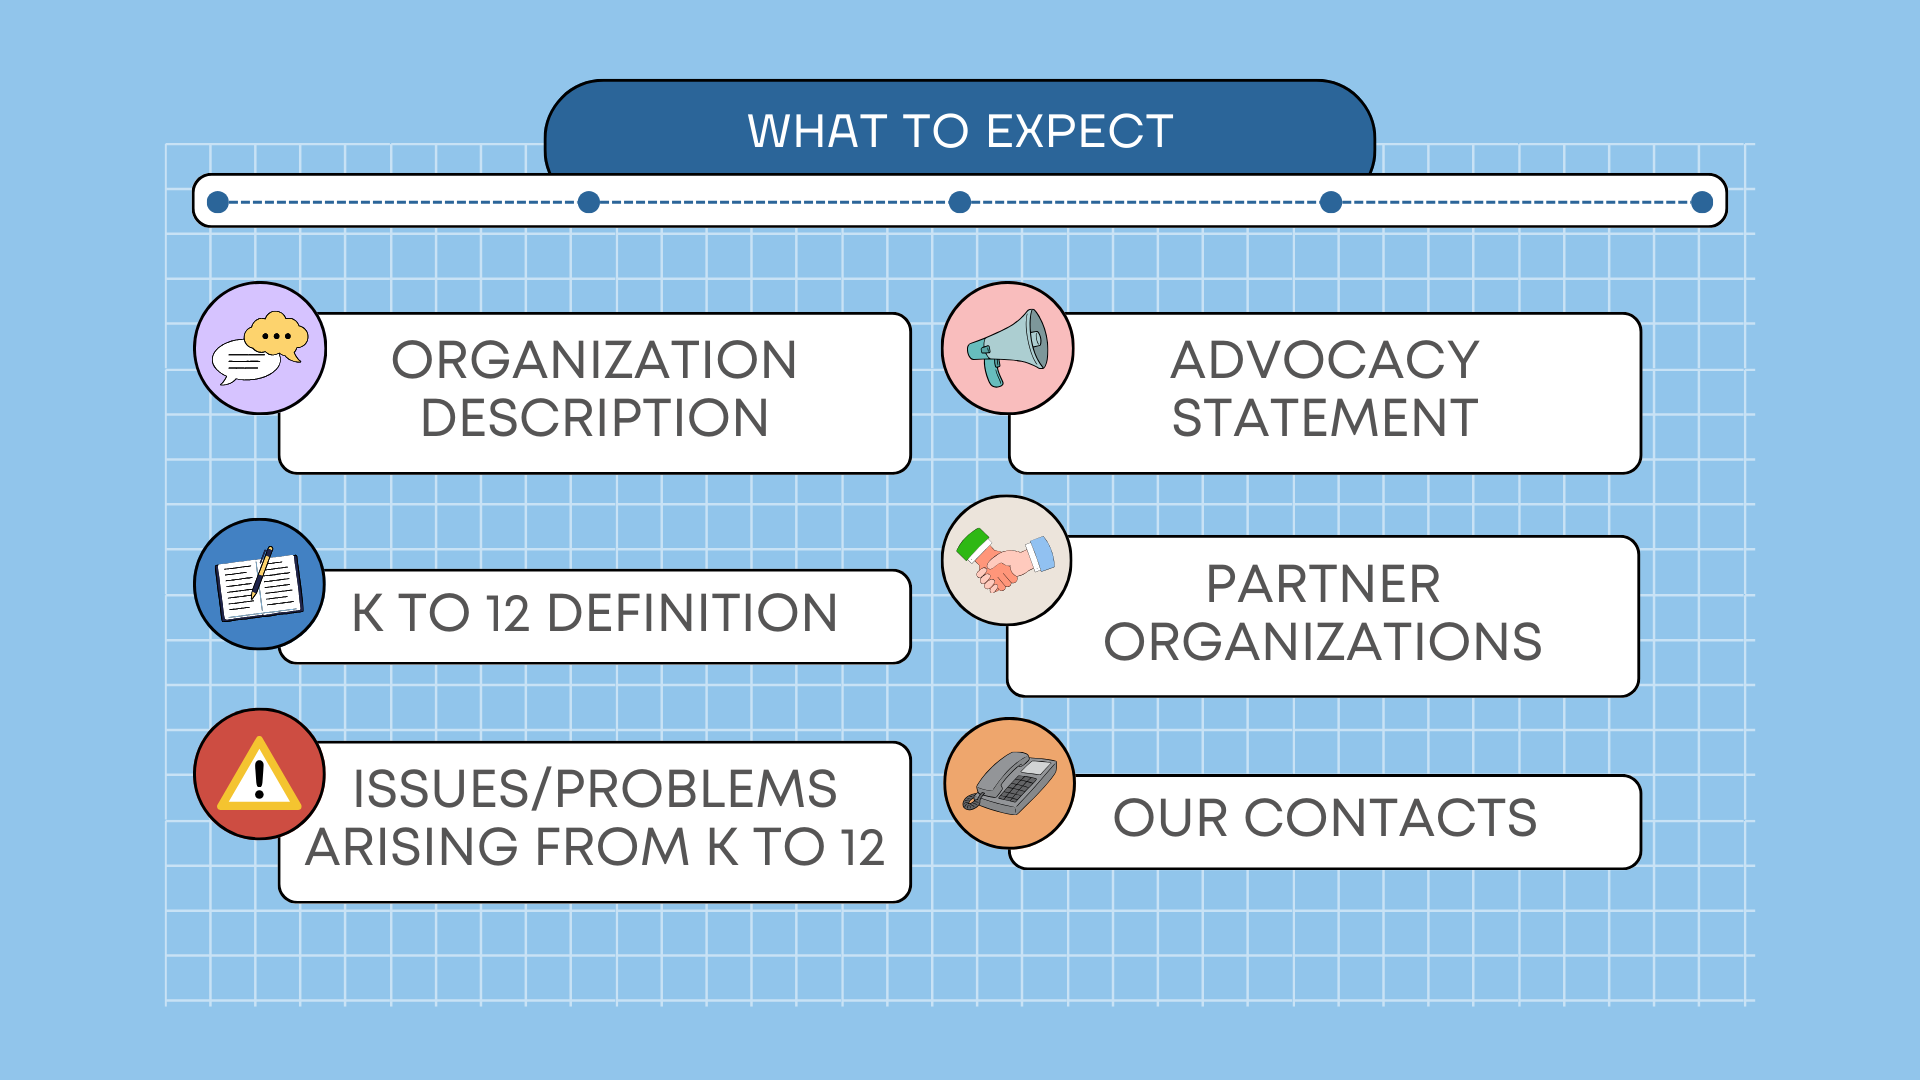 WHAT TO EXPECT
ORGANIZATION
DESCRIPTION
K TO 12 DEFINITION
ISSUES/PROBLEMS
ARISING FROM K TO 12
ADVOCACY
STATEMENT
PARTNER
ORGANIZATIONS
OUR CONTACTS